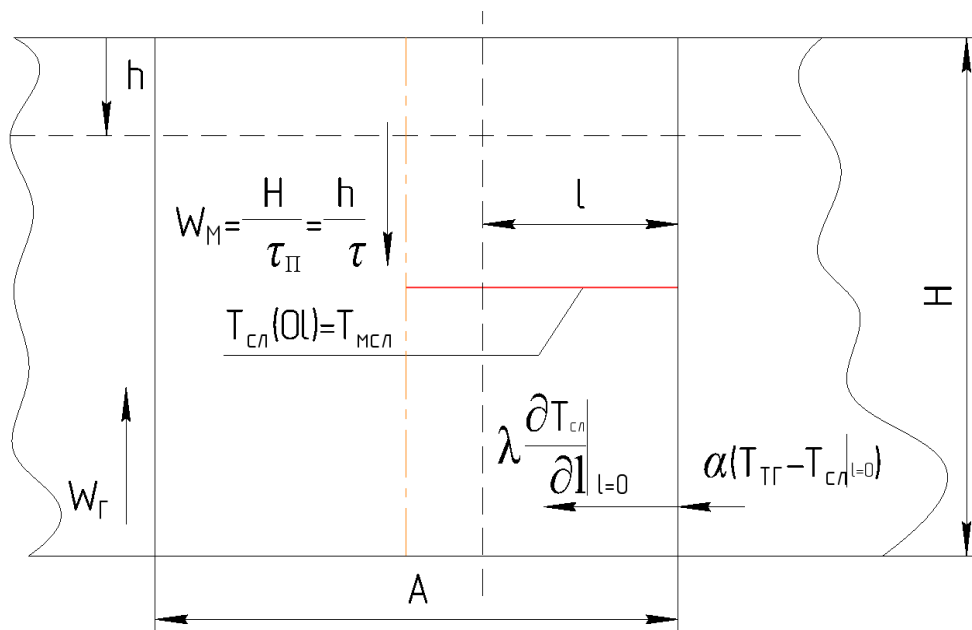 h
W_М=H/τ_П=h/τ
l
H
T_сл(0l)=T_мсл
λ ∂T_сл/∂l|_l=0
α(T_ТГ−T_сл|_l=0)
W_Г
A